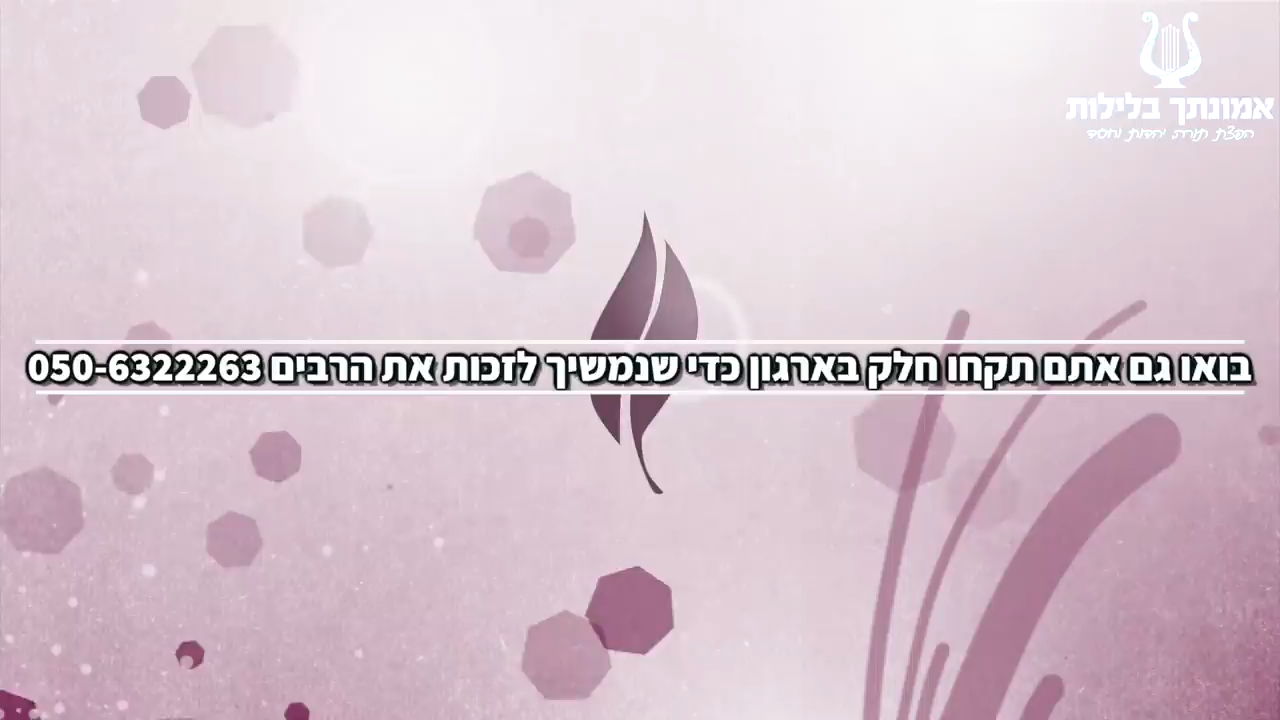 אמונתך בלילות
הפצת תורה יהדות וחסד
בואו גם אתם תקחו חלק בארגון כדי שנמשיך לזכות את הרבים 050-6322263